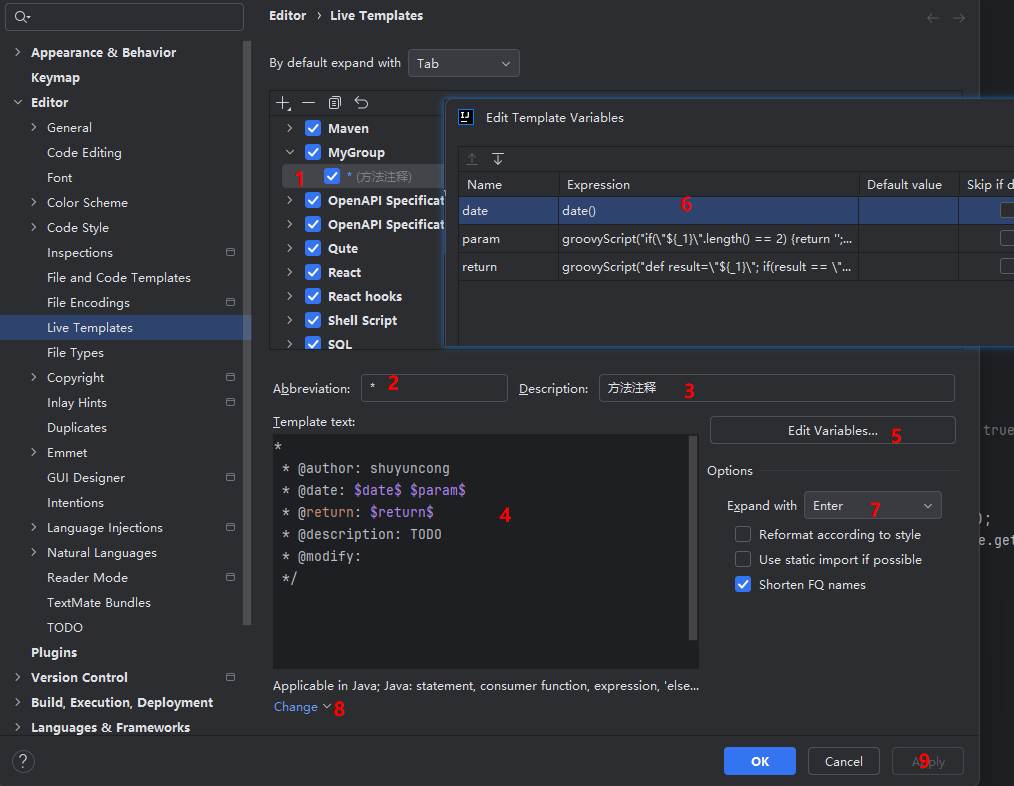 Editor › Live Templates
Appearance & Behavior
Keymap
Editor
General
Code Editing
Font
Color Scheme
Code Style
Inspections
File and Code Templates
File Encodings
Live Templates
File Types
Copyright
Inlay Hints
Duplicates
Emmet
GUI Designer
Intentions
Language Injections
Natural Languages
Reader Mode
TextMate Bundles
TODO
Plugins
Version Control
Build, Execution, Deployment
Languages & Frameworks
?
By default expand with Tab
Maven
MyGroup
1 * (方法注释)
OpenAPI Specificat
OpenAPI Specificat
Qute
React
React hooks
Shell Script
SQL
IJ Edit Template Variables
Name Expression Default value Skip if d
date date() 6
param groovyScript("if(\"${_1}\".length() == 2) {return '';...
return groovyScript("def result=\"${_1}\"; if(result == \"...
Abbreviation: * 2 Description: 方法注释 3
Template text:
*
* @author: shuyuncong
* @date: $date$ $param$
* @return: $return$
* @description: TODO
* @modify:
*/
4
Edit Variables... 5
Options
Expand with Enter 7
Reformat according to style
Use static import if possible
Shorten FQ names
Applicable in Java; Java: statement, consumer function, expression, 'else...
Change 8
OK Cancel Apply 9
true
);
e.get